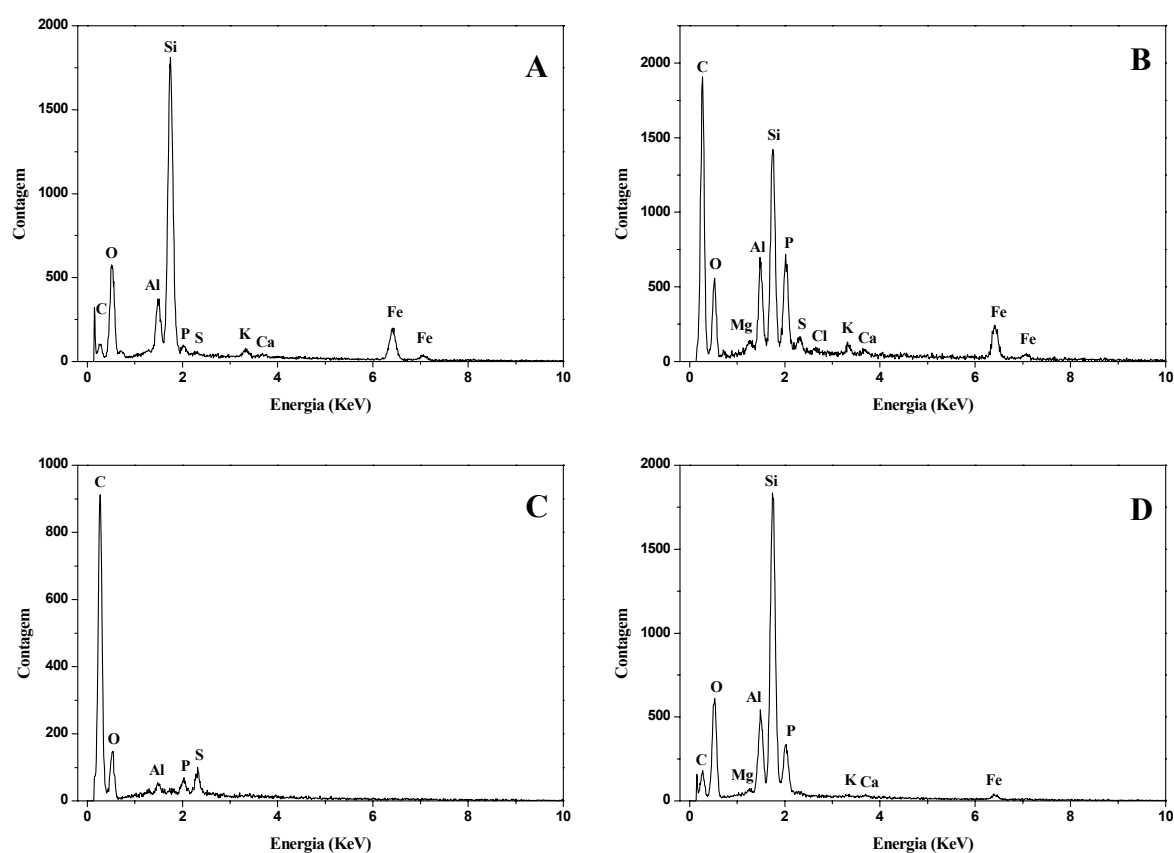 A
2000
1500
1000
500
0
Contagem
Si
O
C
Al
P
S
K
Ca
Fe
Fe
0 2 4 6 8 10
Energia (KeV)
B
2000
1500
1000
500
0
Contagem
C
O
Mg
Al
Si
P
S
Cl
K
Ca
Fe
Fe
0 2 4 6 8 10
Energia (KeV)
C
1000
800
600
400
200
0
Contagem
C
O
Al
P
S
0 2 4 6 8 10
Energia (KeV)
D
2000
1500
1000
500
0
Contagem
C
O
Mg
Al
Si
P
K
Ca
Fe
0 2 4 6 8 10
Energia (KeV)